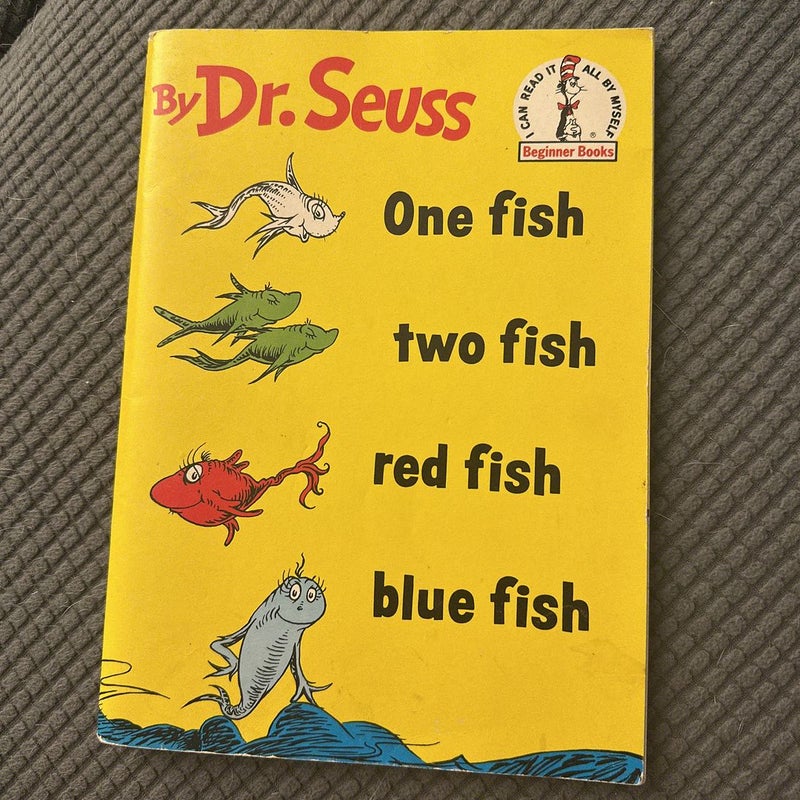 By Dr. Seuss
I CAN READ IT ALL BY MYSELF
®
Beginner Books
One fish
two fish
red fish
blue fish